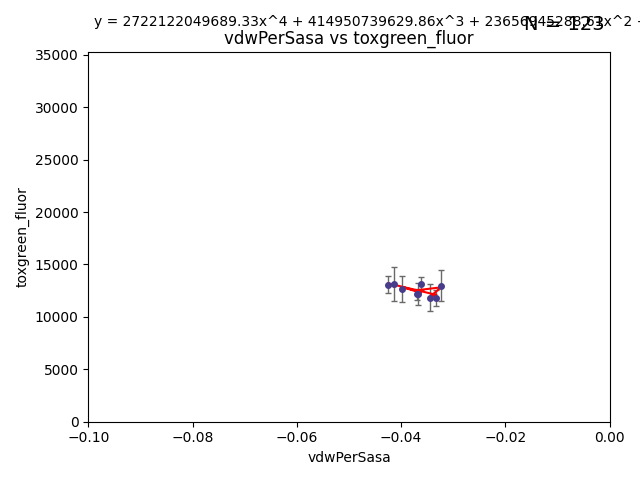 y = 2722122049689.33x^4 + 414950739629.86x^3 + 
N = 123
vdwPerSasa vs toxgreen_fluor
35000
30000
25000
20000
15000
10000
5000
0
toxgreen_fluor
−0.10
−0.08
−0.06
−0.04
−0.02
0.00
vdwPerSasa